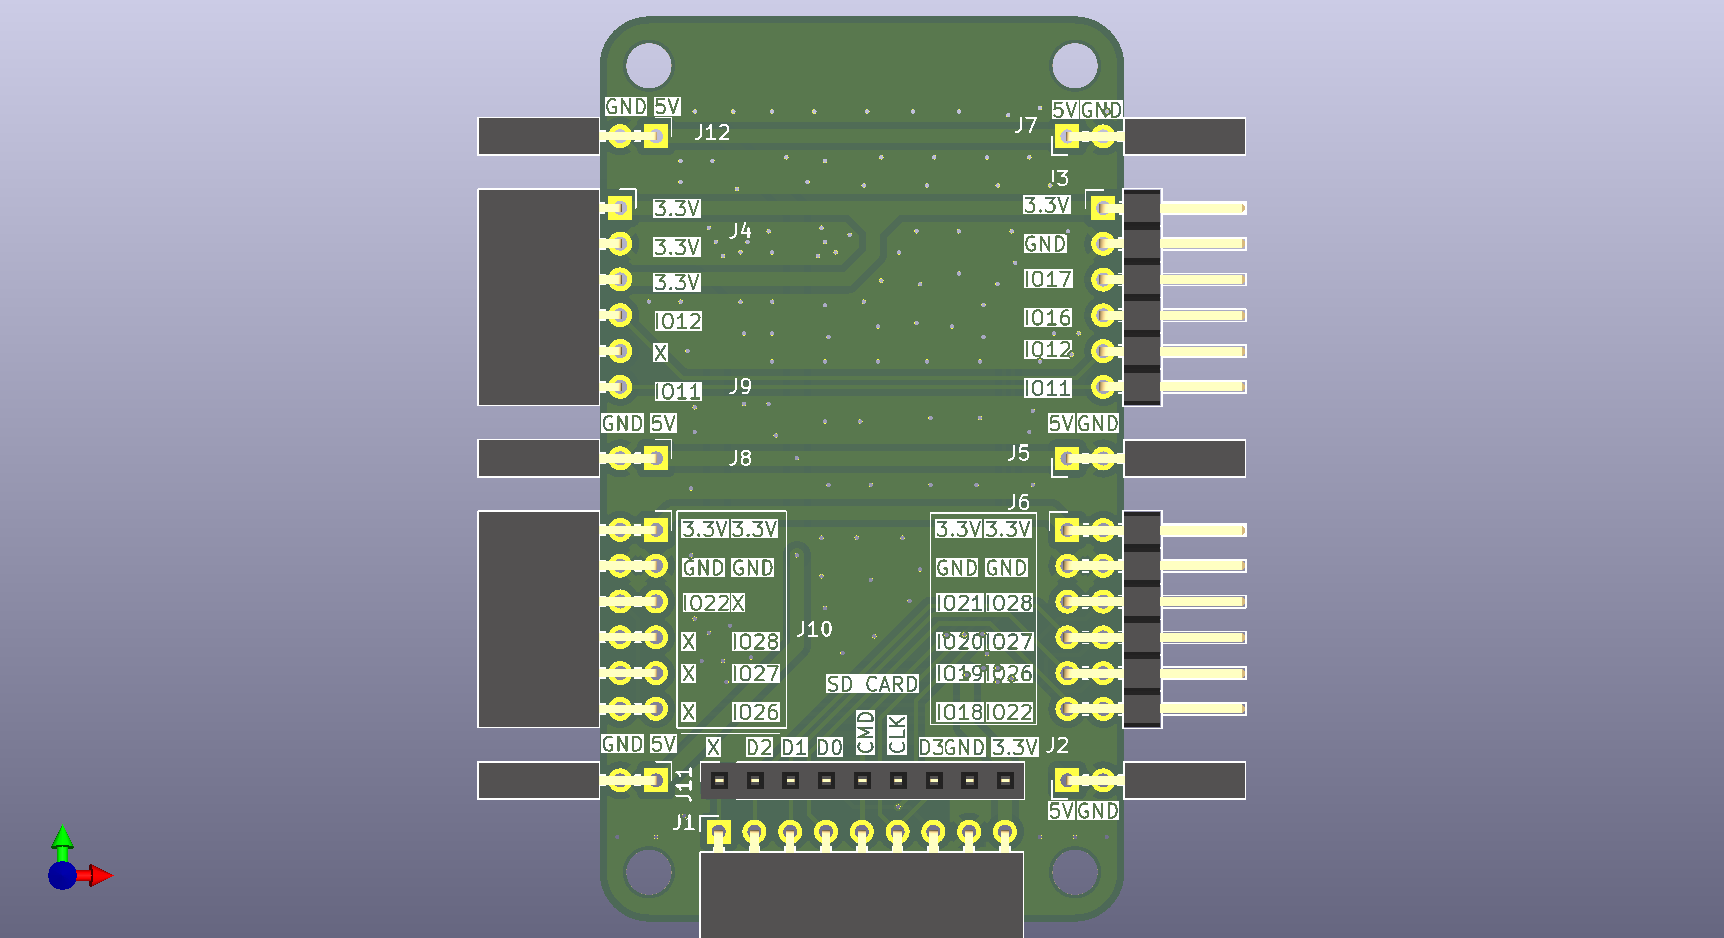 GND 5V
5V GND
J12
J7
J3
3.3V
3.3V
J4
3.3V
GND
3.3V
IO17
IO12
IO16
X
IO12
IO11
J9
IO11
GND 5V
5V GND
J8
J5
J6
3.3V 3.3V
3.3V 3.3V
GND GND
GND GND
IO22 X
IO21 IO28
J10
X IO28
IO20 IO27
X IO27
IO19 IO26
SD CARD
X IO26
IO18 IO22
GND 5V
X D2 D1 D0 CMD CLK D3 GND 3.3V
J2
J11
5V GND
J1